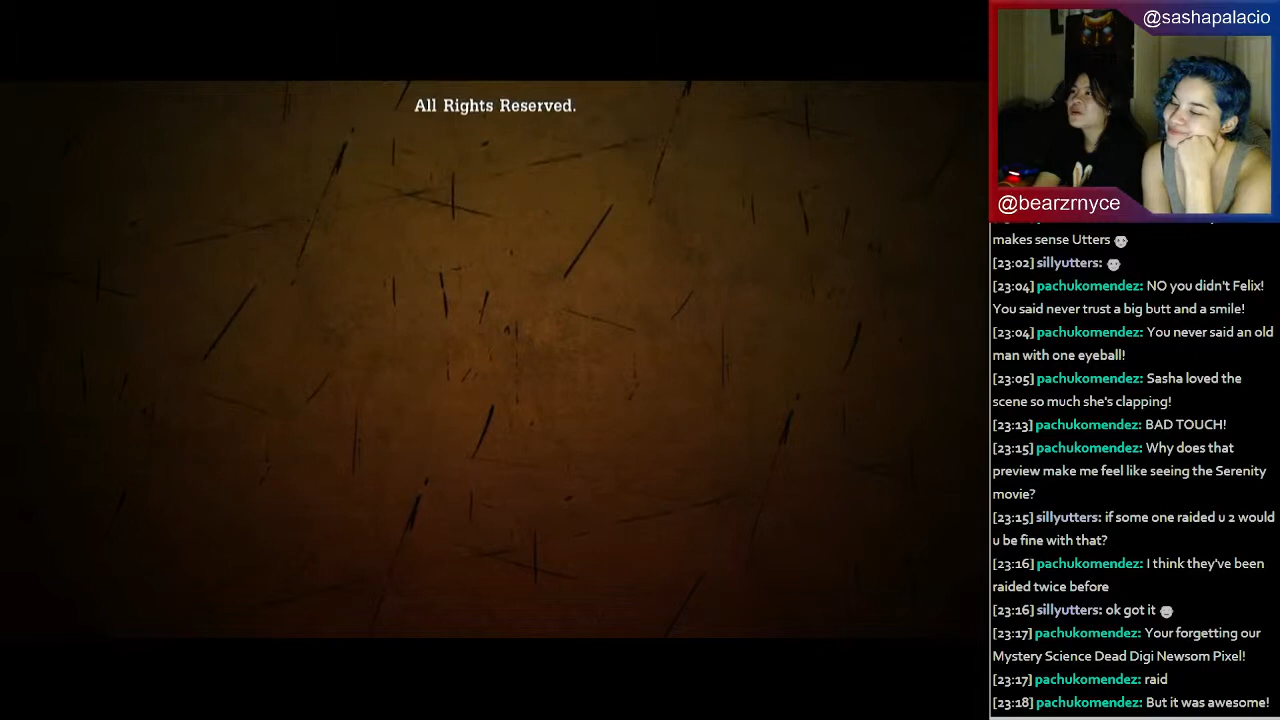 All Rights Reserved.
@sashapalacio
@bearzrnyce
makes sense Utters
[23:02] sillyutters:
[23:04] pachukomendez: NO you didn't Felix!
You said never trust a big butt and a smile!
[23:04] pachukomendez: You never said an old
man with one eyeball!
[23:05] pachukomendez: Sasha loved the
scene so much she's clapping!
[23:13] pachukomendez: BAD TOUCH!
[23:15] pachukomendez: Why does that
preview make me feel like seeing the Serenity
movie?
[23:15] sillyutters: if some one raided u 2 would
u be fine with that?
[23:16] pachukomendez: I think they've been
raided twice before
[23:16] sillyutters: ok got it
[23:17] pachukomendez: Your forgetting our
Mystery Science Dead Digi Newsom Pixel!
[23:17] pachukomendez: raid
[23:18] pachukomendez: But it was awesome!